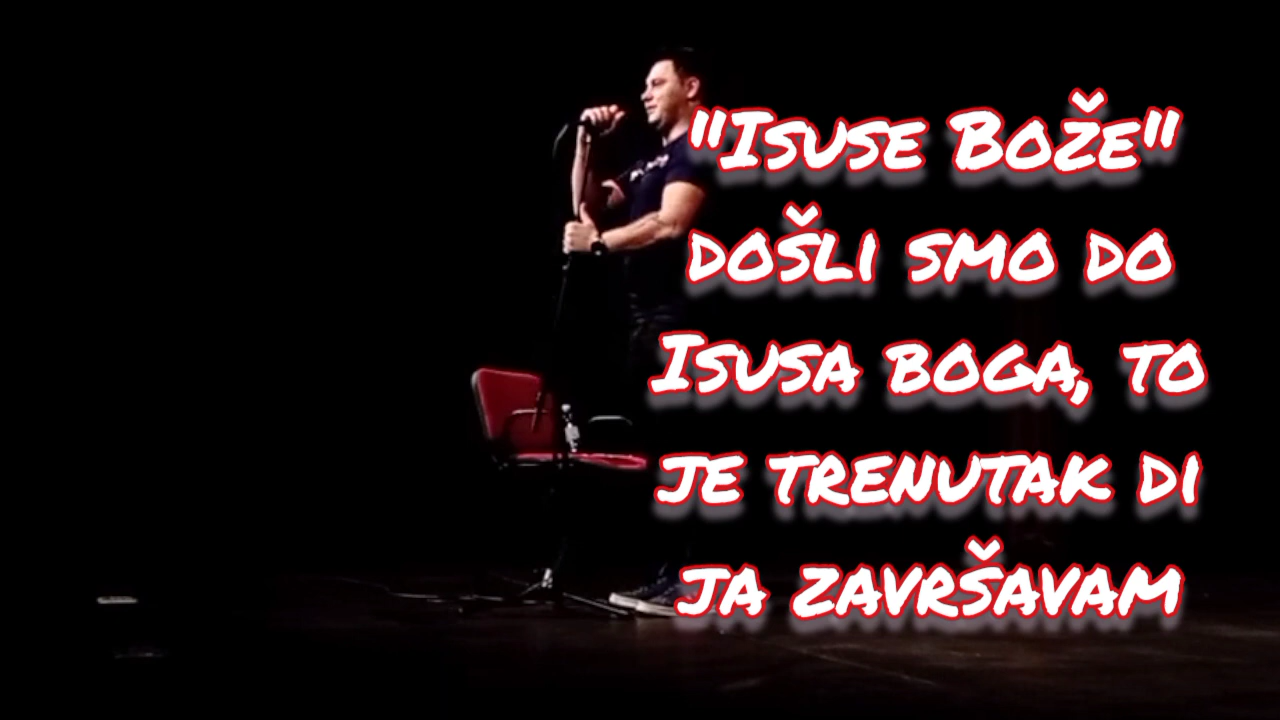 "Isuse Bože"
došli smo do
Isusa boga, to
je trenutak di
ja završavam